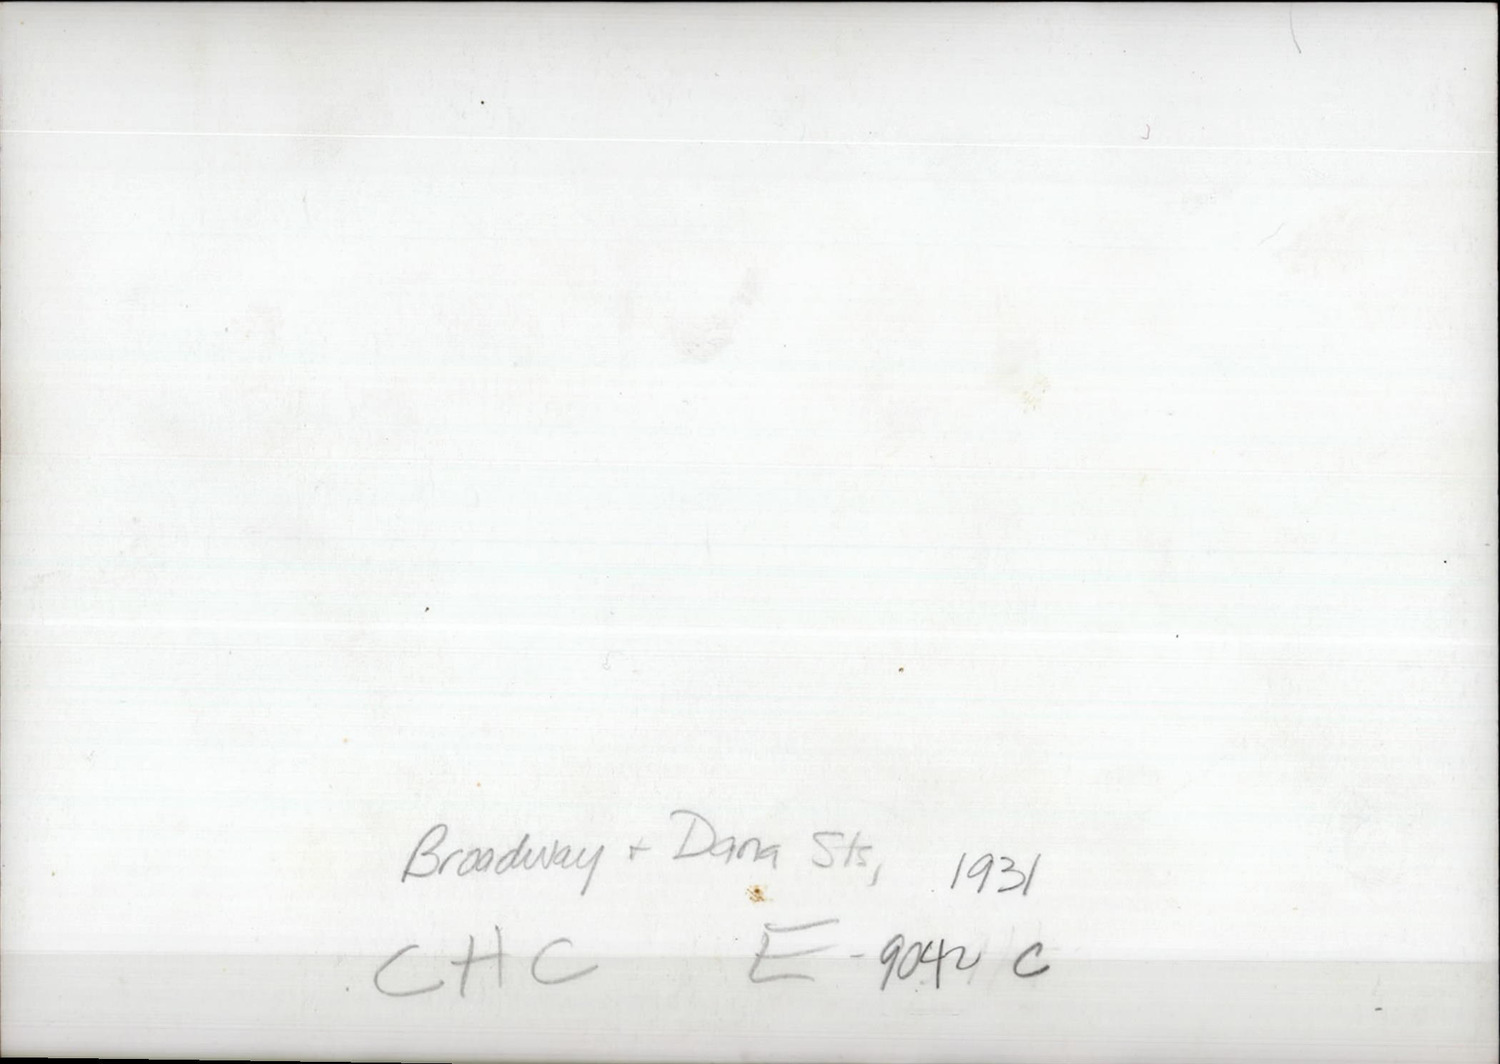 Broadway + Dana Sts, 1931
CHC E-9042 C